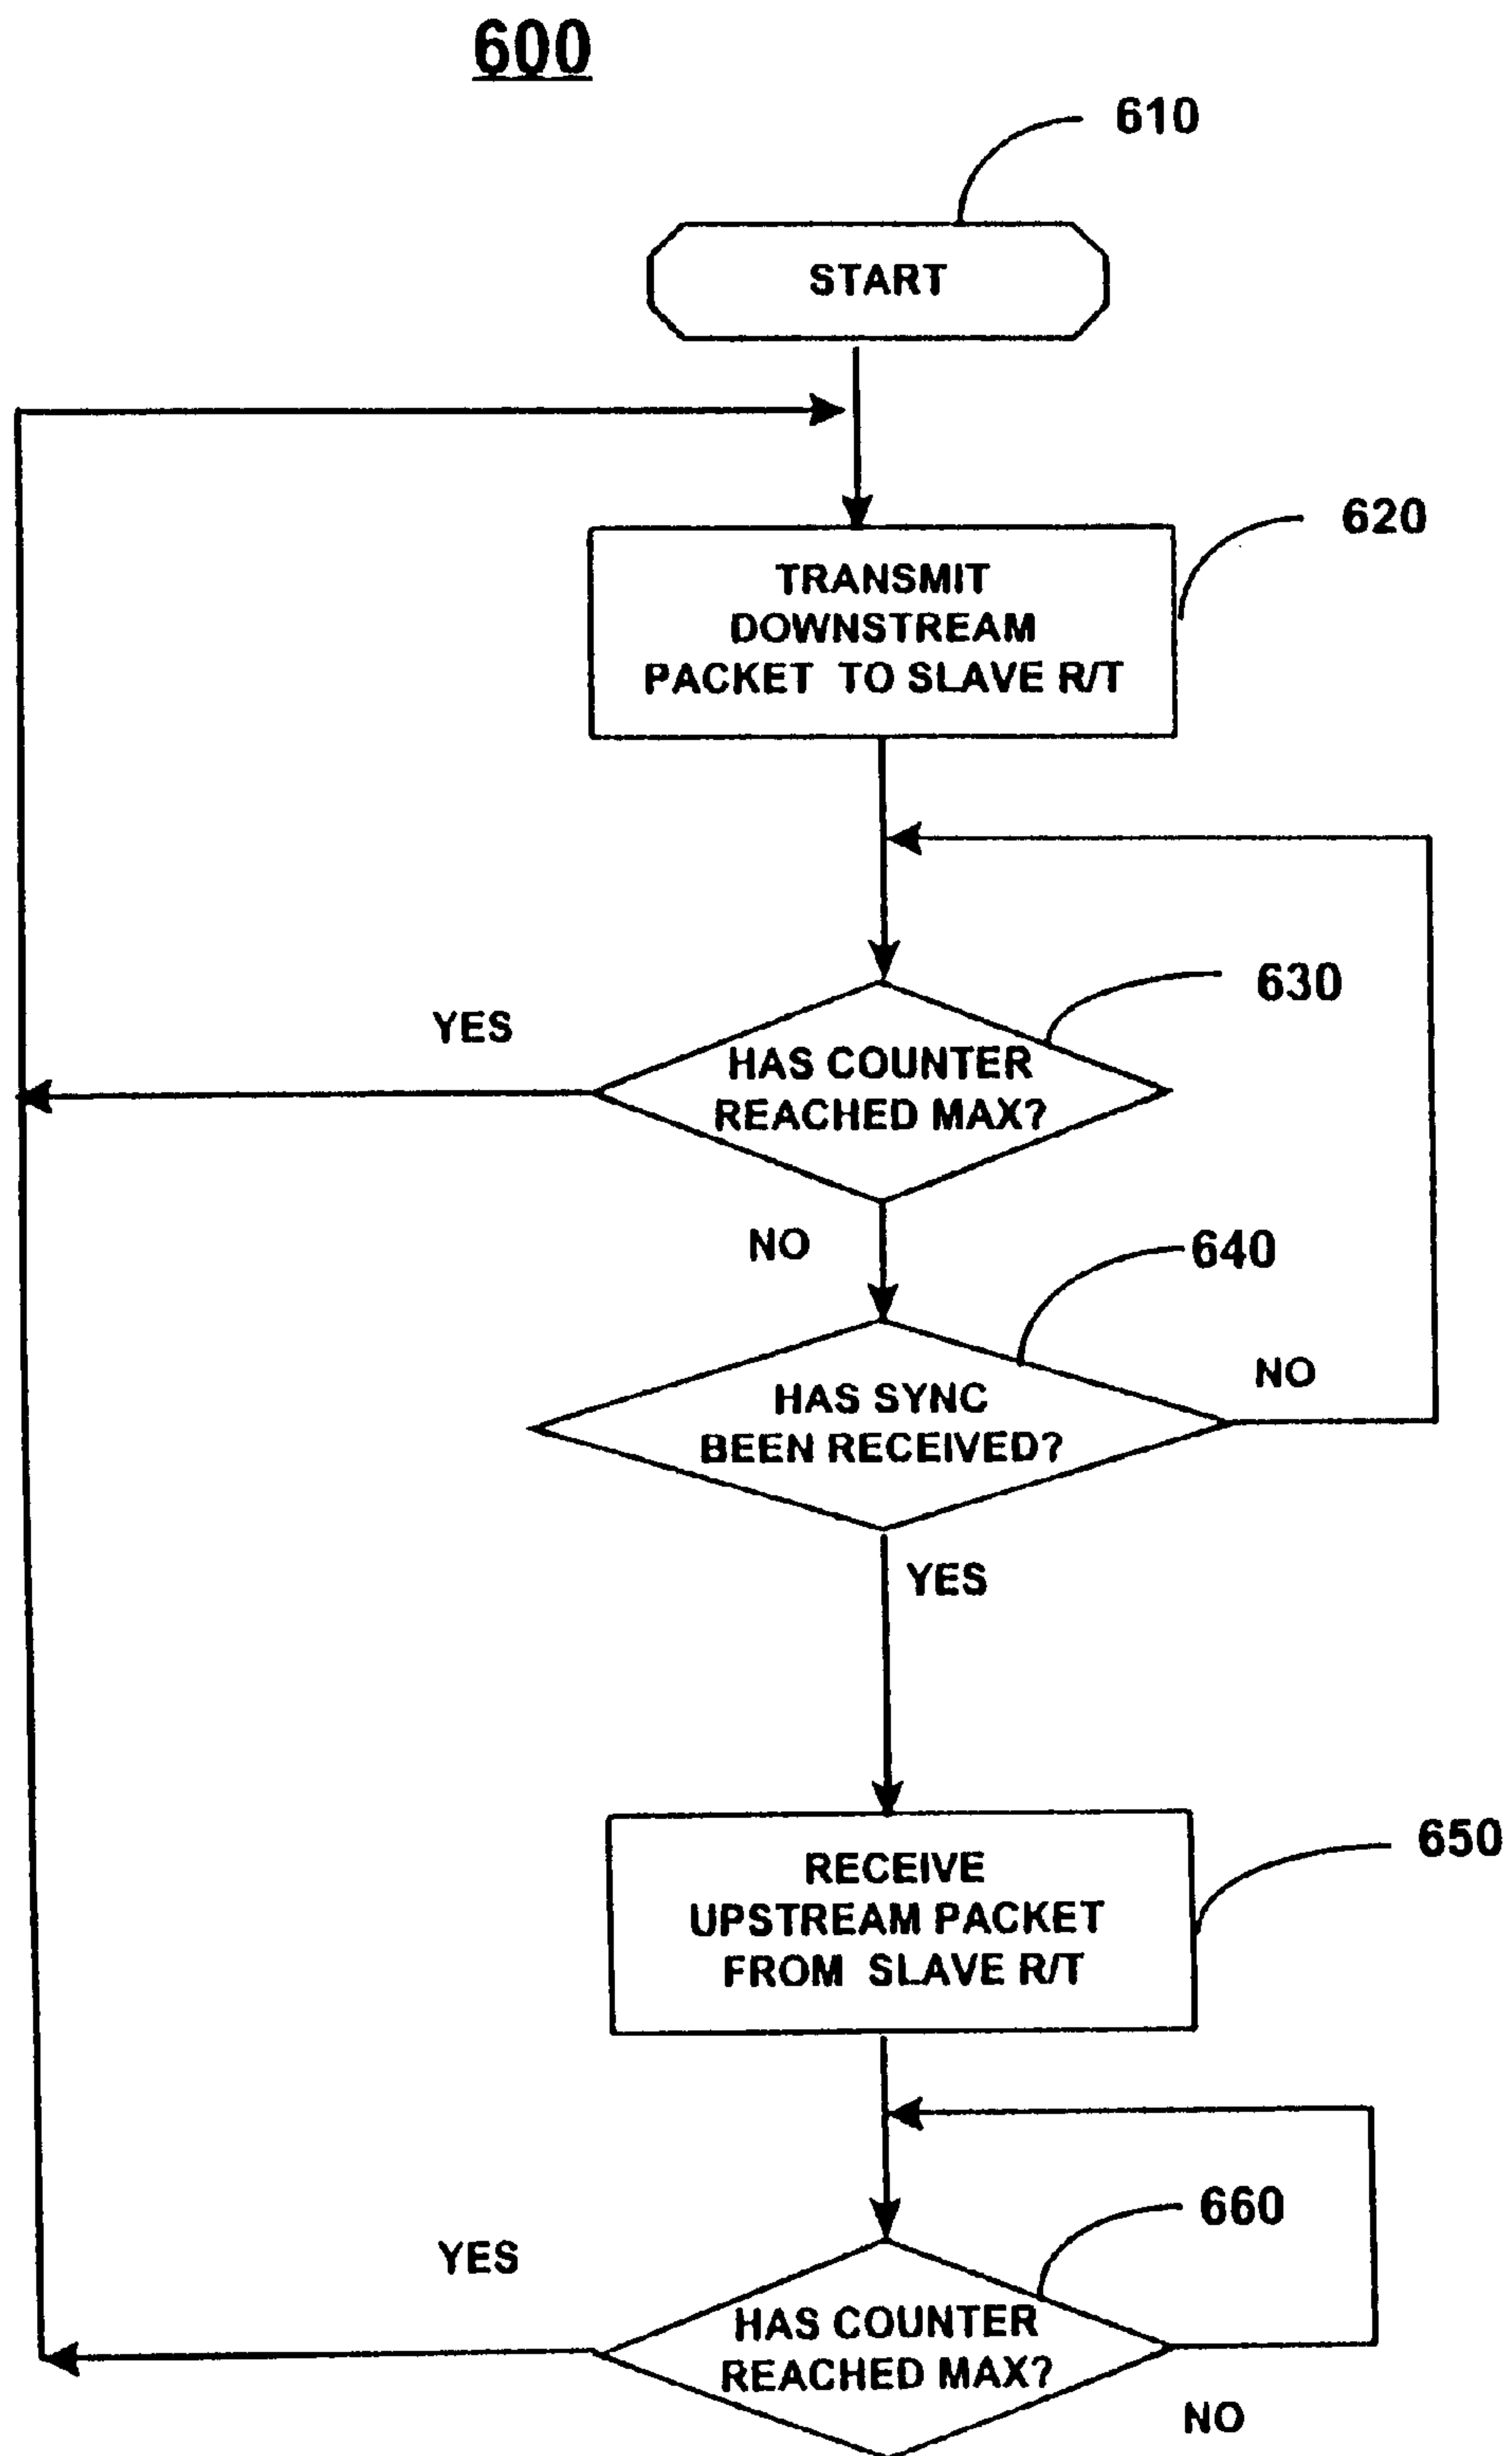 600
610
START
620
TRANSMIT
DOWNSTREAM
PACKET TO SLAVE R/T
630
YES
HAS COUNTER
REACHED MAX?
NO
640
HAS SYNC
BEEN RECEIVED?
NO
YES
650
RECEIVE
UPSTREAM PACKET
FROM SLAVE R/T
660
YES
HAS COUNTER
REACHED MAX?
NO